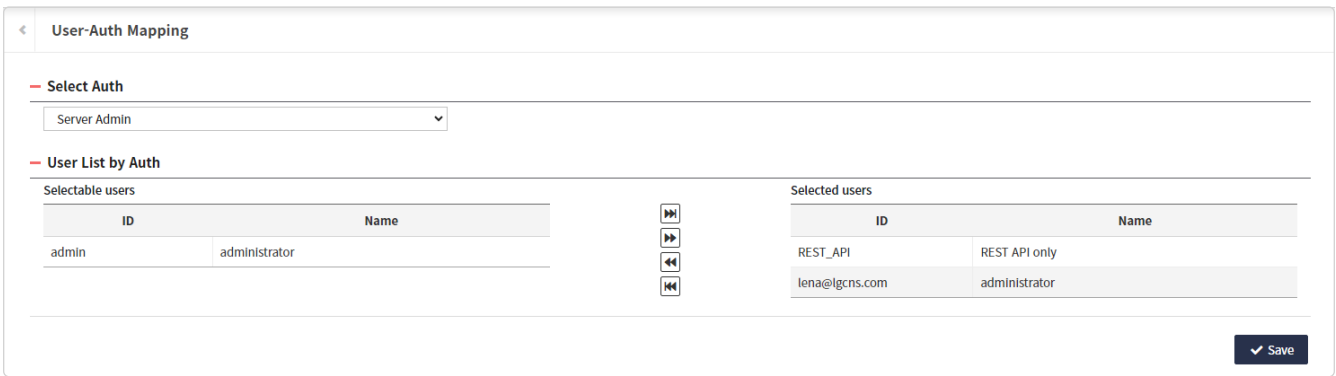 User-Auth Mapping
Select Auth
Server Admin
User List by Auth
Selectable users
ID Name
admin administrator
Selected users
ID Name
REST_API REST API only
lena@lgcns.com administrator
Save